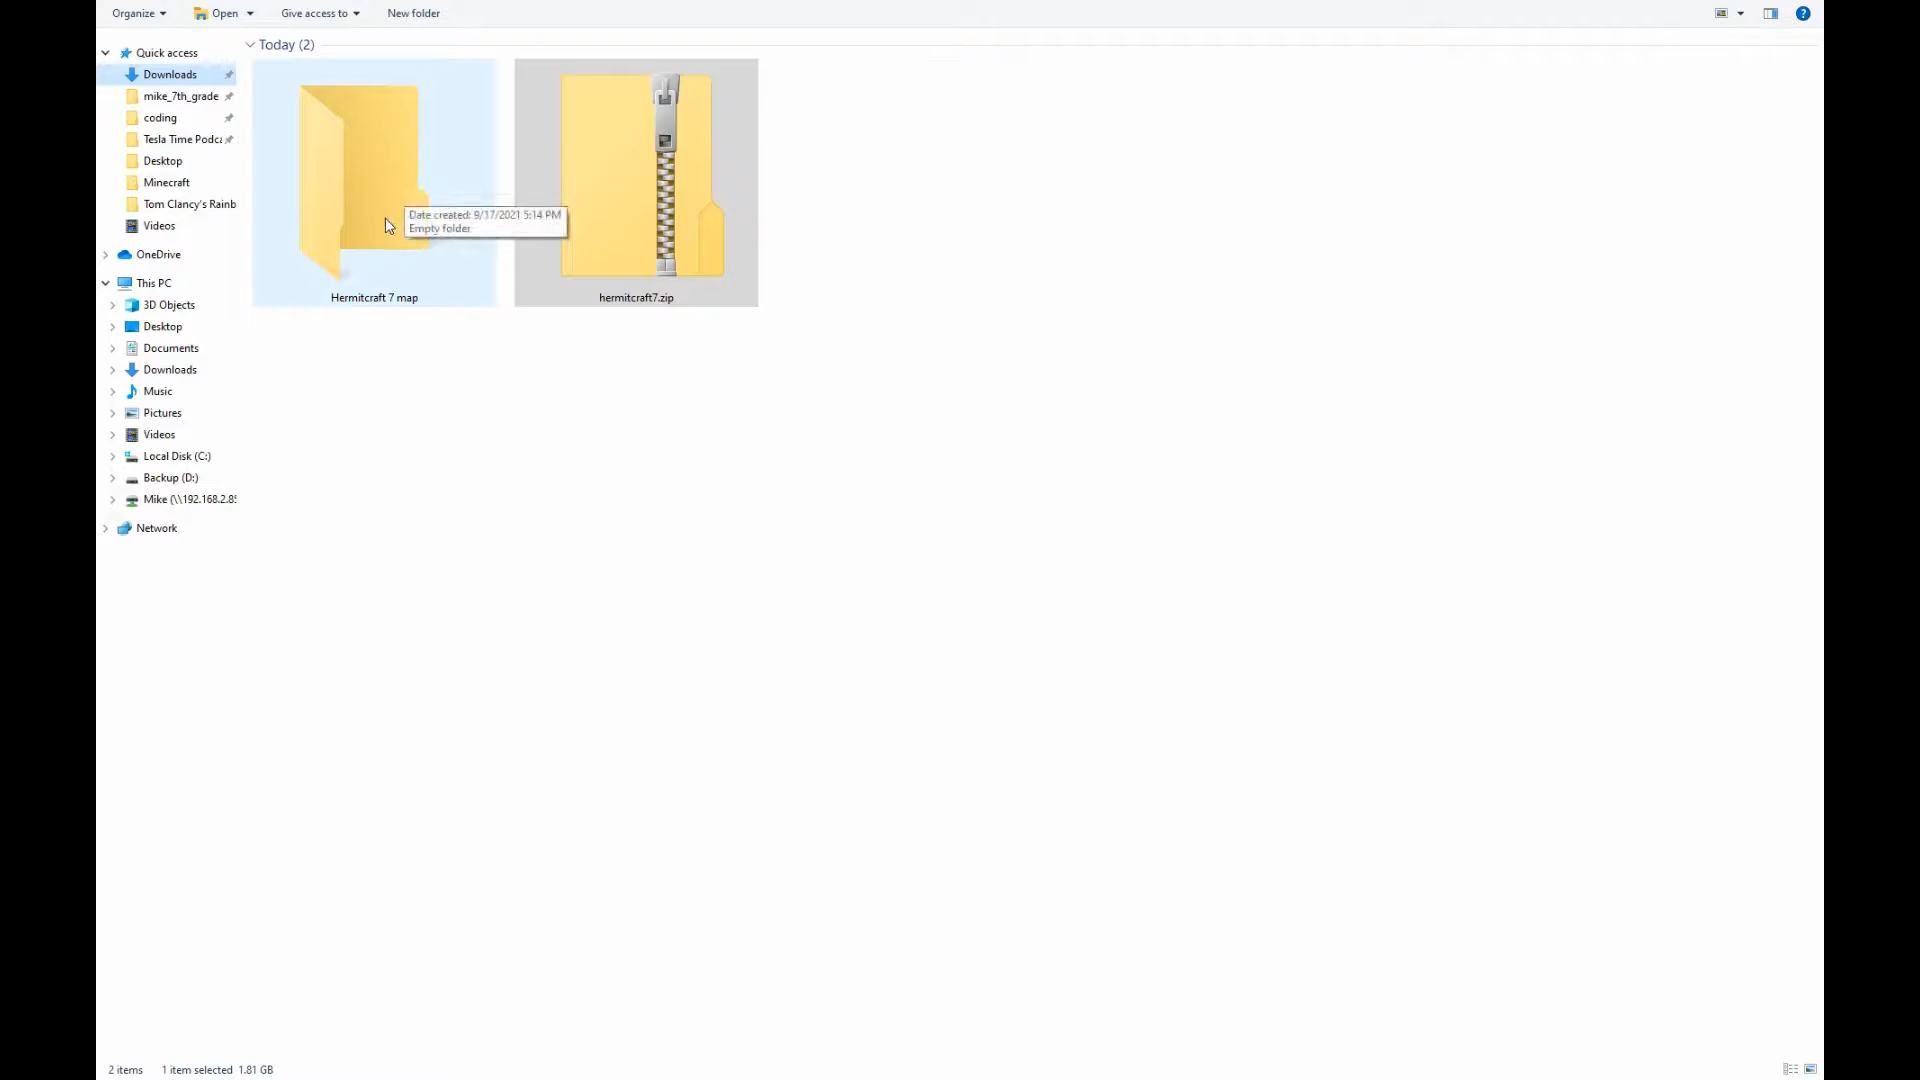 Organize
Open
Give access to
New folder
Quick access
Downloads
mike_7th_grade
coding
Tesla Time Podca
Desktop
Minecraft
Tom Clancy's Rainb
Videos
OneDrive
This PC
3D Objects
Desktop
Documents
Downloads
Music
Pictures
Videos
Local Disk (C:)
Backup (D:)
Mike (\\192.168.2.85
Network
Today (2)
Date created: 9/17/2021 5:14 PM
Empty folder
Hermitcraft 7 map
hermitcraft7.zip
2 items 1 item selected 1.81 GB